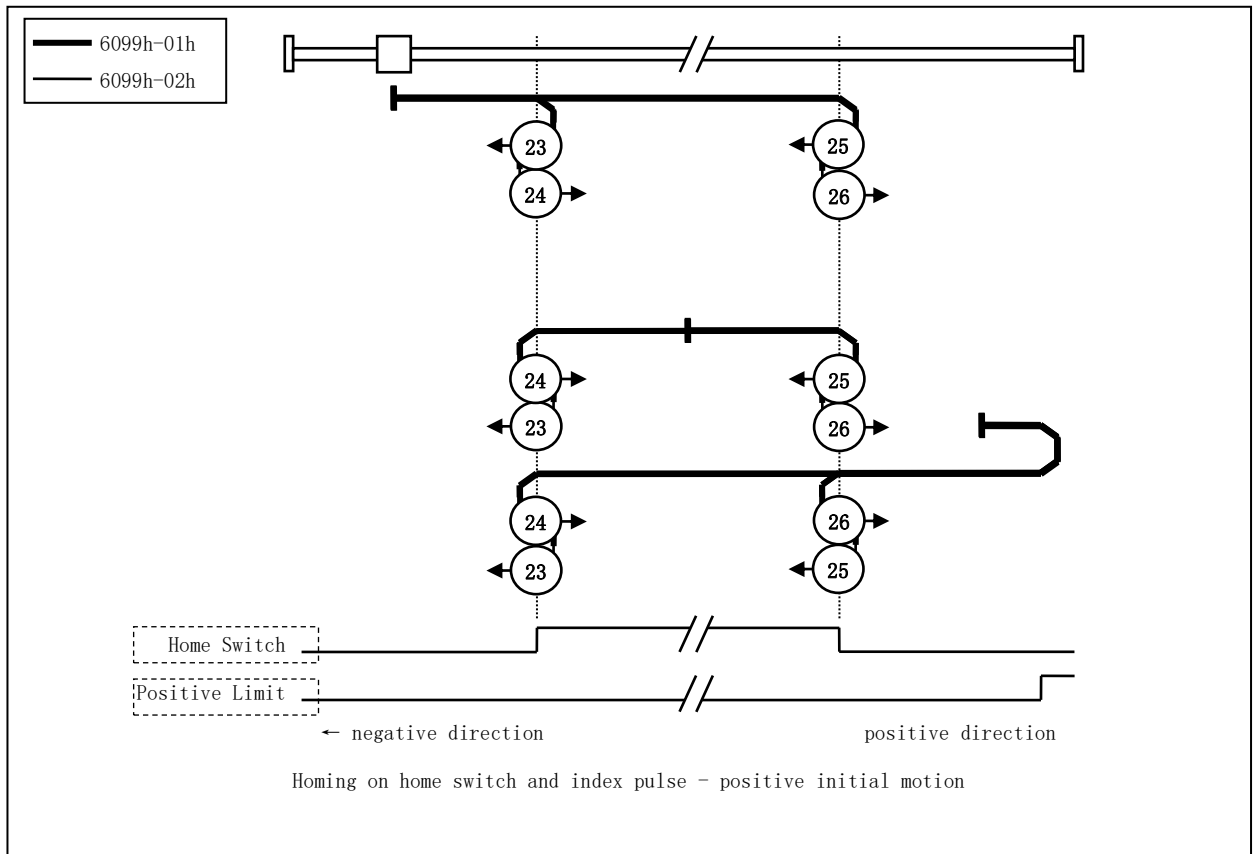 6099h-01h
6099h-02h
23 25
24 26
24 25
23 26
24 26
23 25
Home Switch
Positive Limit
← negative direction positive direction
Homing on home switch and index pulse – positive initial motion